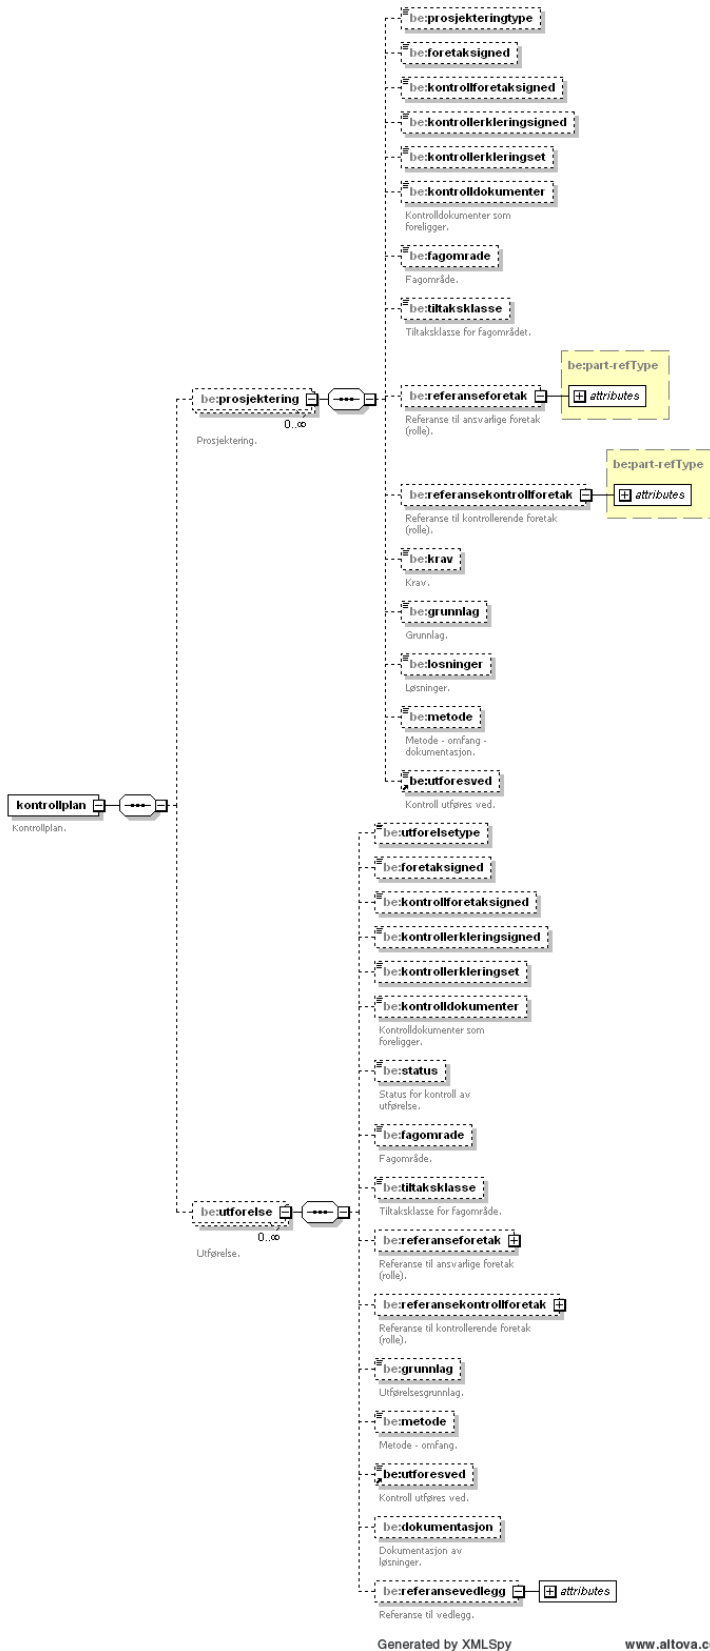 be:prosjekteringtype
be:foretaksigned
be:kontrollforetaksigned
be:kontrollerkleringsigned
be:kontrollerkleringset
be:kontrolldokumenter
Kontrolldokumenter som
foreligger.
be:fagomrade
Fagområde.
be:tiltaksklasse
Tiltaksklasse for fagområdet.
be:part-refType
be:prosjektering
be:referanseforetak
attributes
0..∞
Referanse til ansvarlige foretak
(rolle).
Prosjektering.
be:part-refType
be:referansekontrollforetak
attributes
Referanse til kontrollerende foretak
(rolle).
be:krav
Krav.
be:grunnlag
Grunnlag.
be:losninger
Løsninger.
be:metode
Metode - omfang -
dokumentasjon.
be:utforesved
Kontroll utføres ved.
kontrollplan
Kontrollplan.
be:utforelsetype
be:foretaksigned
be:kontrollforetaksigned
be:kontrollerkleringsigned
be:kontrollerkleringset
be:kontrolldokumenter
Kontrolldokumenter som
foreligger.
be:status
Status for kontroll av
utførelse.
be:fagomrade
Fagområde.
be:tiltaksklasse
Tiltaksklasse for fagområde.
be:utforelse
0..∞
Utførelse.
be:referanseforetak
Referanse til ansvarlige foretak
(rolle).
be:referansekontrollforetak
Referanse til kontrollerende foretak
(rolle).
be:grunnlag
Utførelsesgrunnlag.
be:metode
Metode - omfang.
be:utforesved
Kontroll utføres ved.
be:dokumentasjon
Dokumentasjon av
løsninger.
be:referansevedlegg
attributes
Referanse til vedlegg.
Generated by XMLSpy
www.altova.c